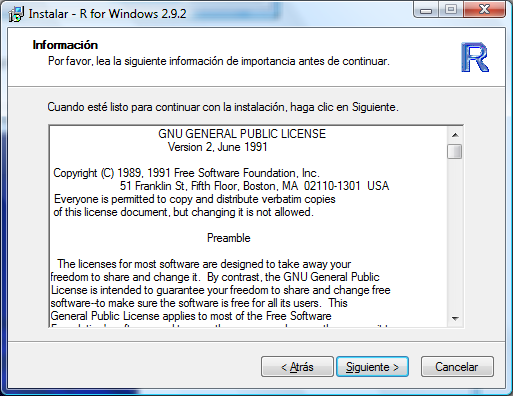 Instalar - R for Windows 2.9.2
Información
Por favor, lea la siguiente información de importancia antes de continuar.
R
Cuando esté listo para continuar con la instalación, haga clic en Siguiente.
GNU GENERAL PUBLIC LICENSE
Version 2, June 1991
Copyright (C) 1989, 1991 Free Software Foundation, Inc.
51 Franklin St, Fifth Floor, Boston, MA 02110-1301 USA
Everyone is permitted to copy and distribute verbatim copies
of this license document, but changing it is not allowed.
Preamble
The licenses for most software are designed to take away your
freedom to share and change it. By contrast, the GNU General Public
License is intended to guarantee your freedom to share and change free
software--to make sure the software is free for all its users. This
General Public License applies to most of the Free Software
< Atrás
Siguiente >
Cancelar